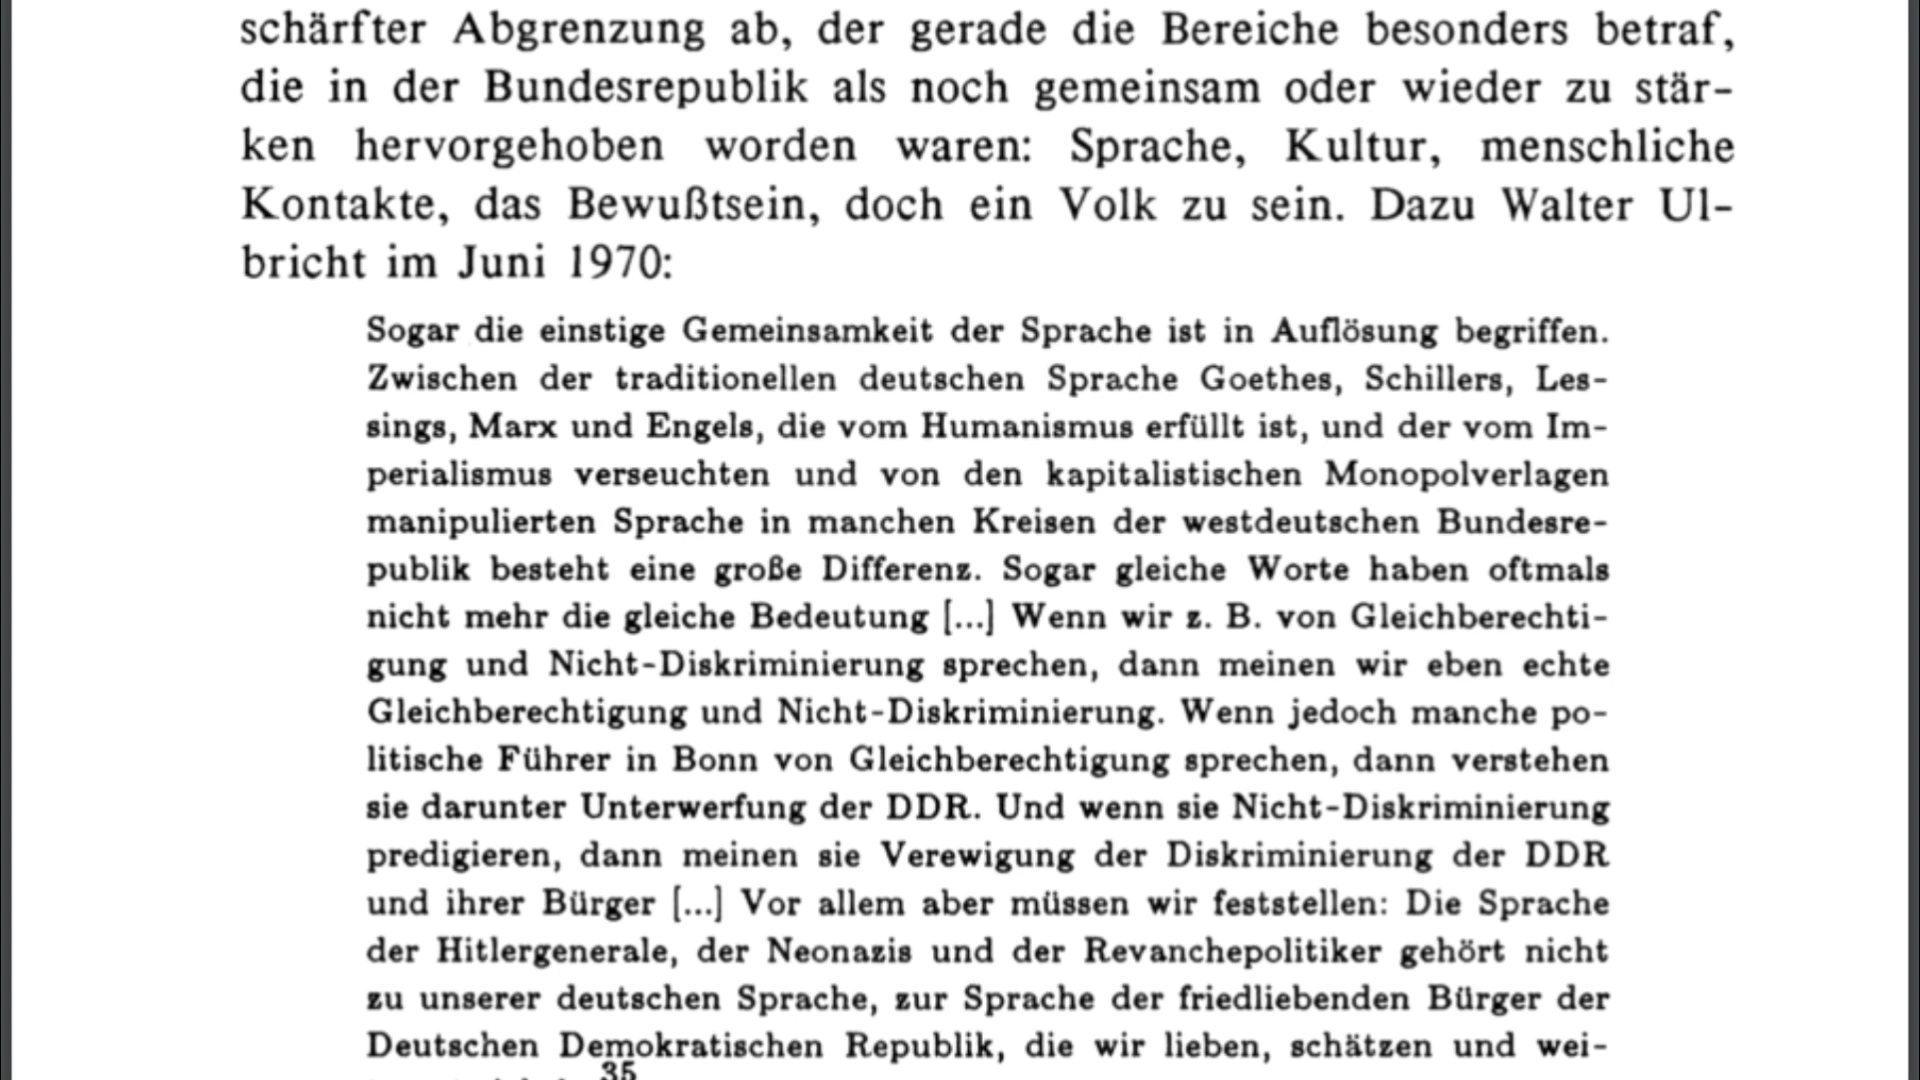 schärfter Abgrenzung ab, der gerade die Bereiche besonders betraf,
die in der Bundesrepublik als noch gemeinsam oder wieder zu stär-
ken hervorgehoben worden waren: Sprache, Kultur, menschliche
Kontakte, das Bewußtsein, doch ein Volk zu sein. Dazu Walter Ul-
bricht im Juni 1970:
Sogar die einstige Gemeinsamkeit der Sprache ist in Auflösung begriffen.
Zwischen der traditionellen deutschen Sprache Goethes, Schillers, Les-
sings, Marx und Engels, die vom Humanismus erfüllt ist, und der vom Im-
perialismus verseuchten und von den kapitalistischen Monopolverlagen
manipulierten Sprache in manchen Kreisen der westdeutschen Bundesre-
publik besteht eine große Differenz. Sogar gleiche Worte haben oftmals
nicht mehr die gleiche Bedeutung [...] Wenn wir z. B. von Gleichberechti-
gung und Nicht-Diskriminierung sprechen, dann meinen wir eben echte
Gleichberechtigung und Nicht-Diskriminierung. Wenn jedoch manche po-
litische Führer in Bonn von Gleichberechtigung sprechen, dann verstehen
sie darunter Unterwerfung der DDR. Und wenn sie Nicht-Diskriminierung
predigieren, dann meinen sie Verewigung der Diskriminierung der DDR
und ihrer Bürger [...] Vor allem aber müssen wir feststellen: Die Sprache
der Hitlergenerale, der Neonazis und der Revanchepolitiker gehört nicht
zu unserer deutschen Sprache, zur Sprache der friedliebenden Bürger der
Deutschen Demokratischen Republik, die wir lieben, schätzen und wei-
35